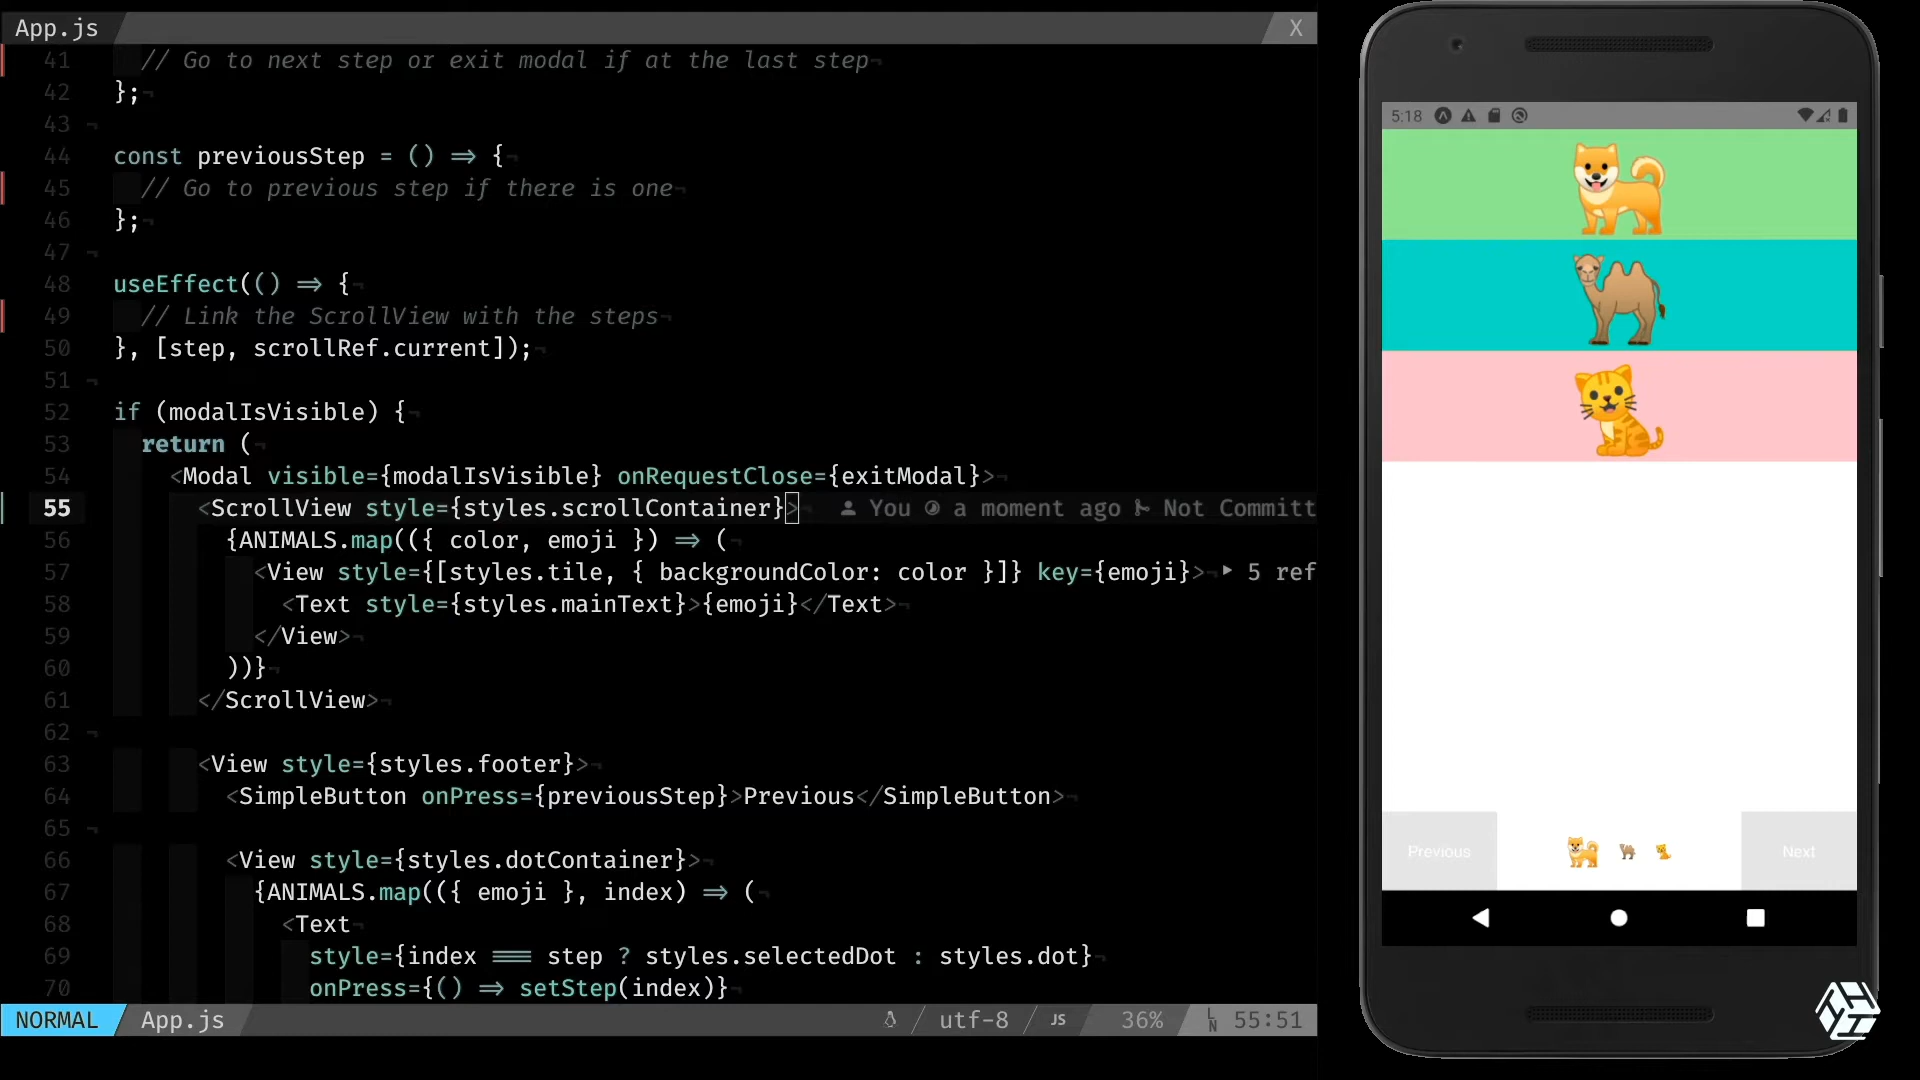 App.js X
41 // Go to next step or exit modal if at the last step¬
42 };¬
43 ¬
44 const previousStep = () => {¬
45 // Go to previous step if there is one¬
46 };¬
47 ¬
48 useEffect(() => {¬
49 // Link the ScrollView with the steps¬
50 }, [step, scrollRef.current]);¬
51 ¬
52 if (modalIsVisible) {¬
53 return (¬
54 <Modal visible={modalIsVisible} onRequestClose={exitModal}>¬
55 <ScrollView style={styles.scrollContainer}>¬ You a moment ago Not Committ
56 {ANIMALS.map(({ color, emoji }) => (¬
57 <View style={[styles.tile, { backgroundColor: color }]} key={emoji}>¬ ‣ 5 ref
58 <Text style={styles.mainText}>{emoji}</Text>¬
59 </View>¬
60 ))}¬
61 </ScrollView>¬
62 ¬
63 <View style={styles.footer}>¬
64 <SimpleButton onPress={previousStep}>Previous</SimpleButton>¬
65 ¬
66 <View style={styles.dotContainer}>¬
67 {ANIMALS.map(({ emoji }, index) => (¬
68 <Text¬
69 style={index === step ? styles.selectedDot : styles.dot}¬
70 onPress={() => setStep(index)}¬
NORMAL App.js utf-8 JS 36% LN 55:51
5:18
Previous Next